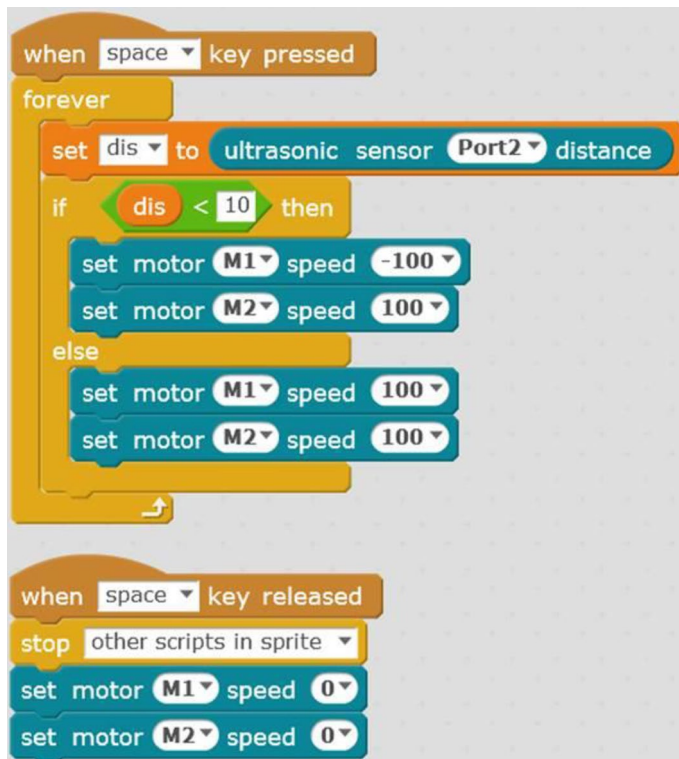 when space key pressed
forever
set dis to ultrasonic sensor Port2 distance
if dis < 10 then
set motor M1 speed -100
set motor M2 speed 100
else
set motor M1 speed 100
set motor M2 speed 100
when space key released
stop other scripts in sprite
set motor M1 speed 0
set motor M2 speed 0